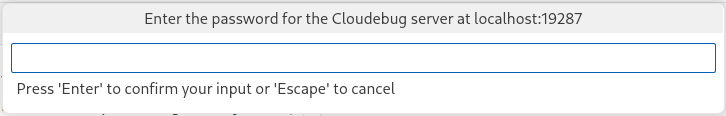 Enter the password for the Cloudebug server at localhost:19287
Press 'Enter' to confirm your input or 'Escape' to cancel